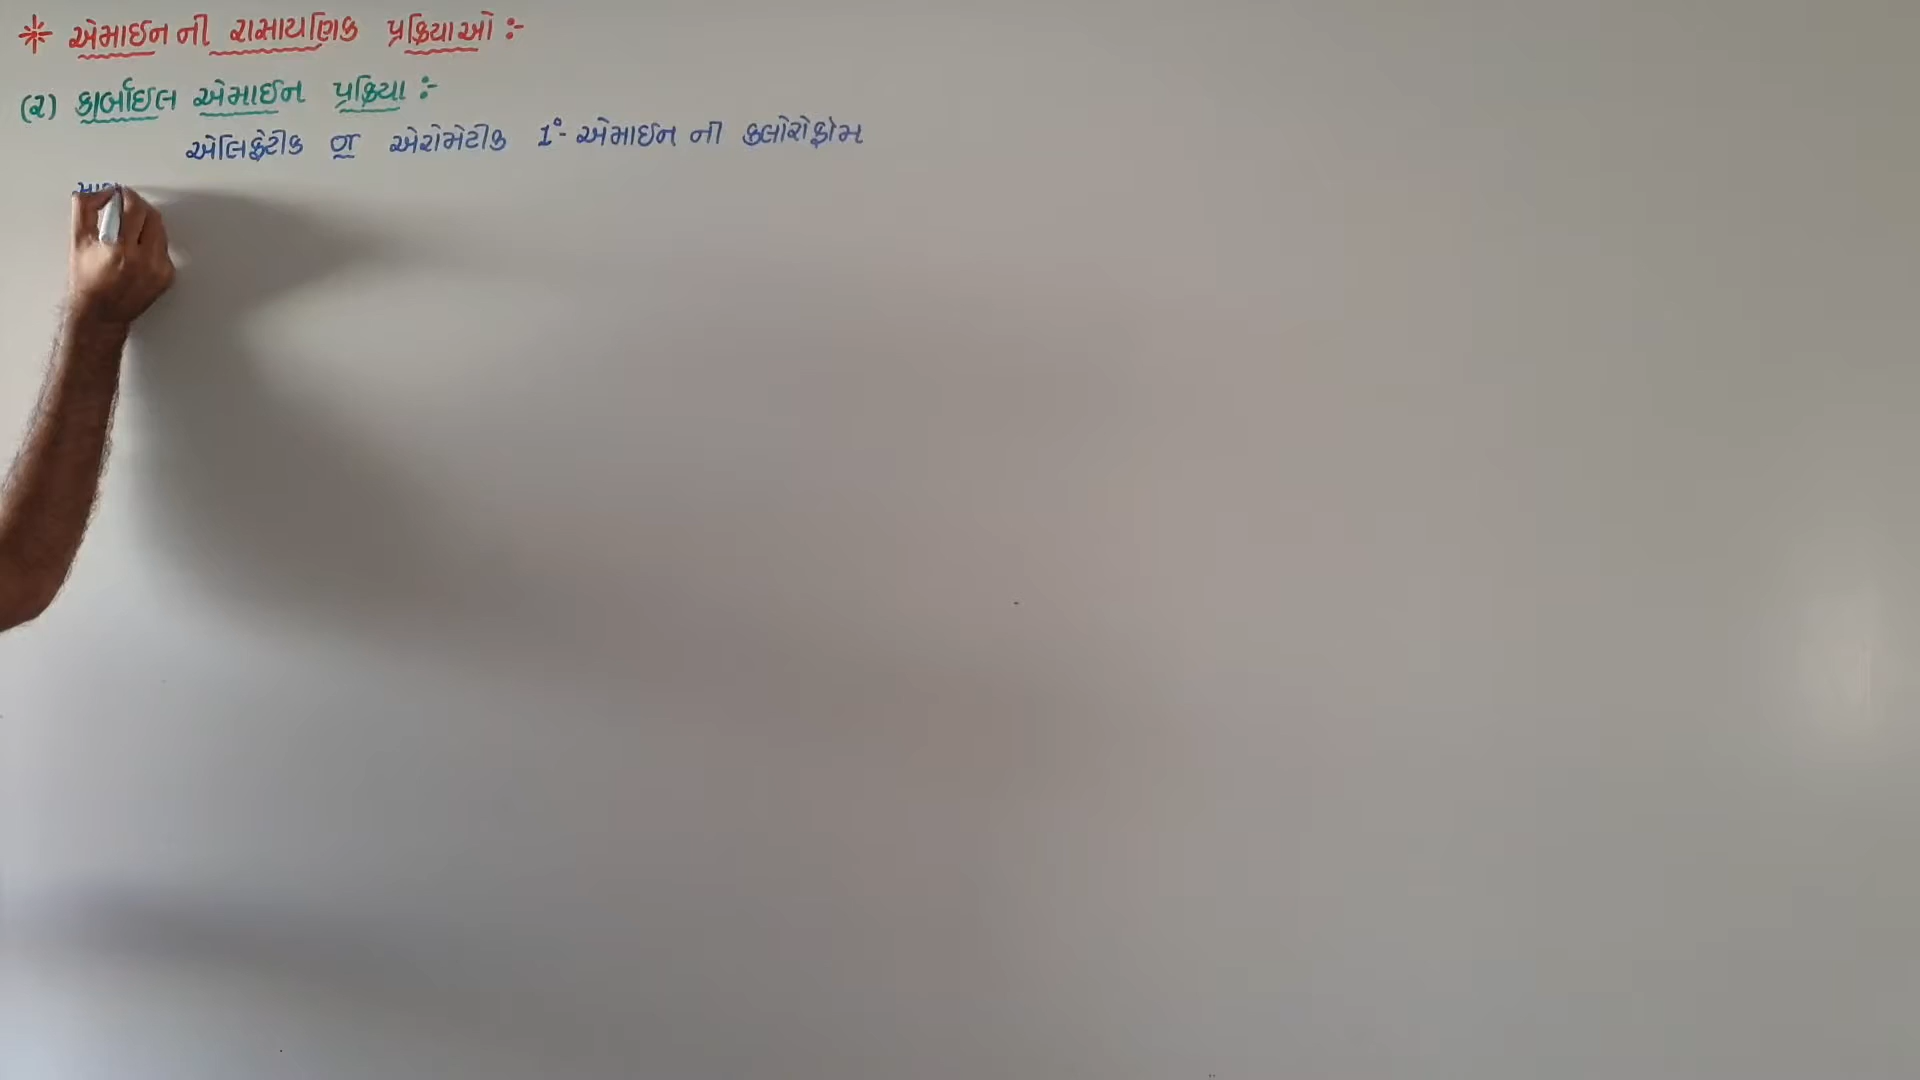 * એમાઈન ની રાસાયણિક પ્રક્રિયાઓ :-
(૨) કાર્બાઈલ એમાઈન પ્રક્રિયા :-
એલિફેટીક જ એરોમેટીક 1°- એમાઈન ની ક્લોરોફોમ